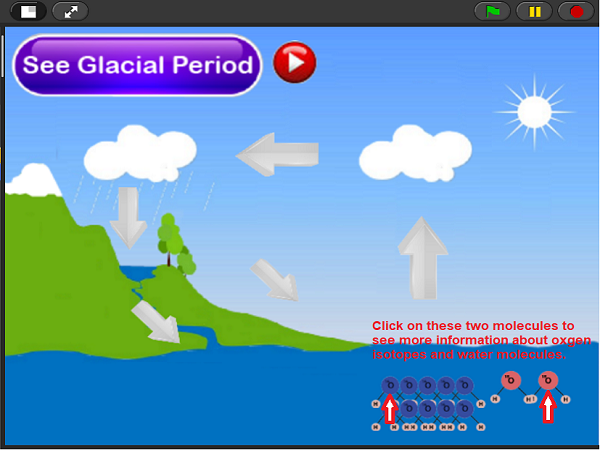 See Glacial Period
Click on these two molecules to
see more information about oxgen
isotopes and water molecules.